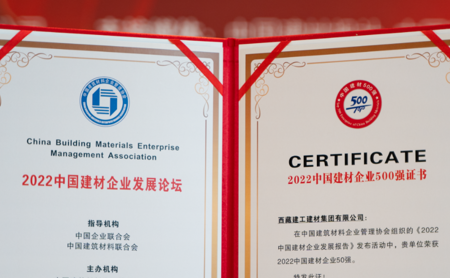 China Building Materials Enterprise
Management Association
2022中国建材企业发展论坛
指导机构
中国企业联合会
中国建筑材料联合会
主办机构
500
CERTIFICATE
2022中国建材企业500强证书
西藏建工建材集团有限公司:
在中国建筑材料企业管理协会组织的《2022
中国建材企业发展报告》发布活动中，贵单位荣获
2022中国建材企业50强。
特发此证: